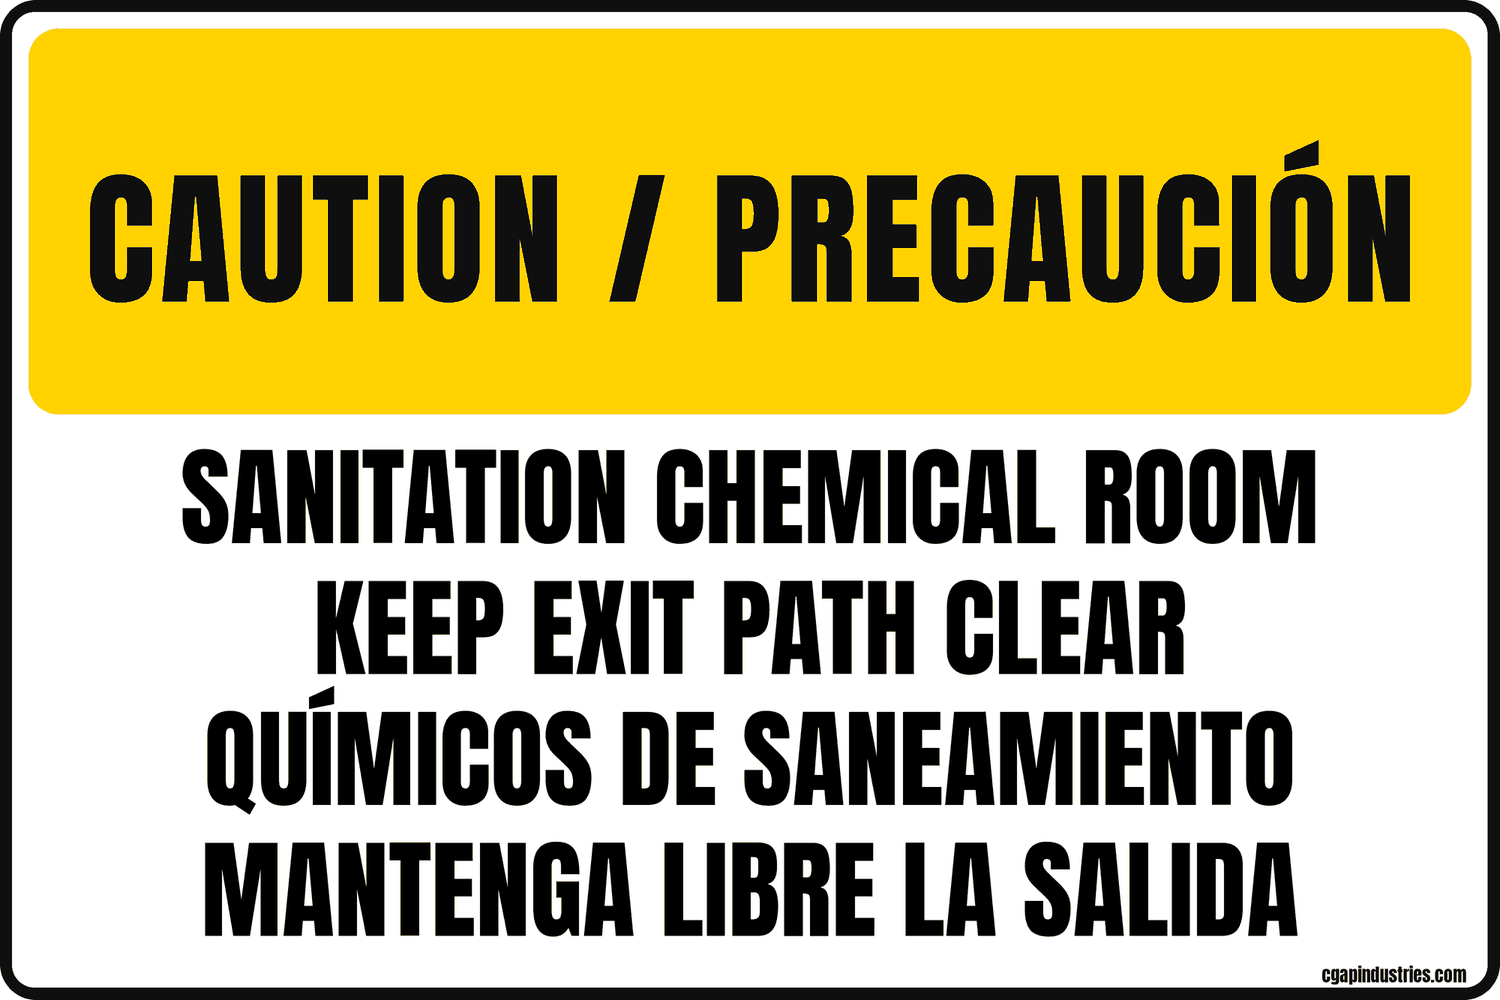 CAUTION / PRECAUCIÓN
SANITATION CHEMICAL ROOM
KEEP EXIT PATH CLEAR
QUÍMICOS DE SANEAMIENTO
MANTENGA LIBRE LA SALIDA
cgapindustries.com